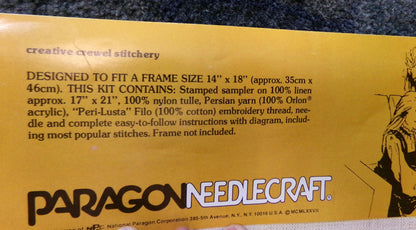 creative crewel stitchery
DESIGNED TO FIT A FRAME SIZE 14" x 18" (approx. 35cm x
46cm). THIS KIT CONTAINS: Stamped sampler on 100% linen
approx. 17" x 21", 100% nylon tulle, Persian yarn (100% Orlon®
acrylic), "Peri-Lusta" Filo (100% cotton) embroidery thread, nee-
dle and complete easy-to-follow instructions with diagram, includ-
ing most popular stitches. Frame not included.
PARAGON NEEDLECRAFT®
National Paragon Corporation 385-5th Avenue, N.Y., N.Y. 10016 U.S.A. © MCMLXXVII